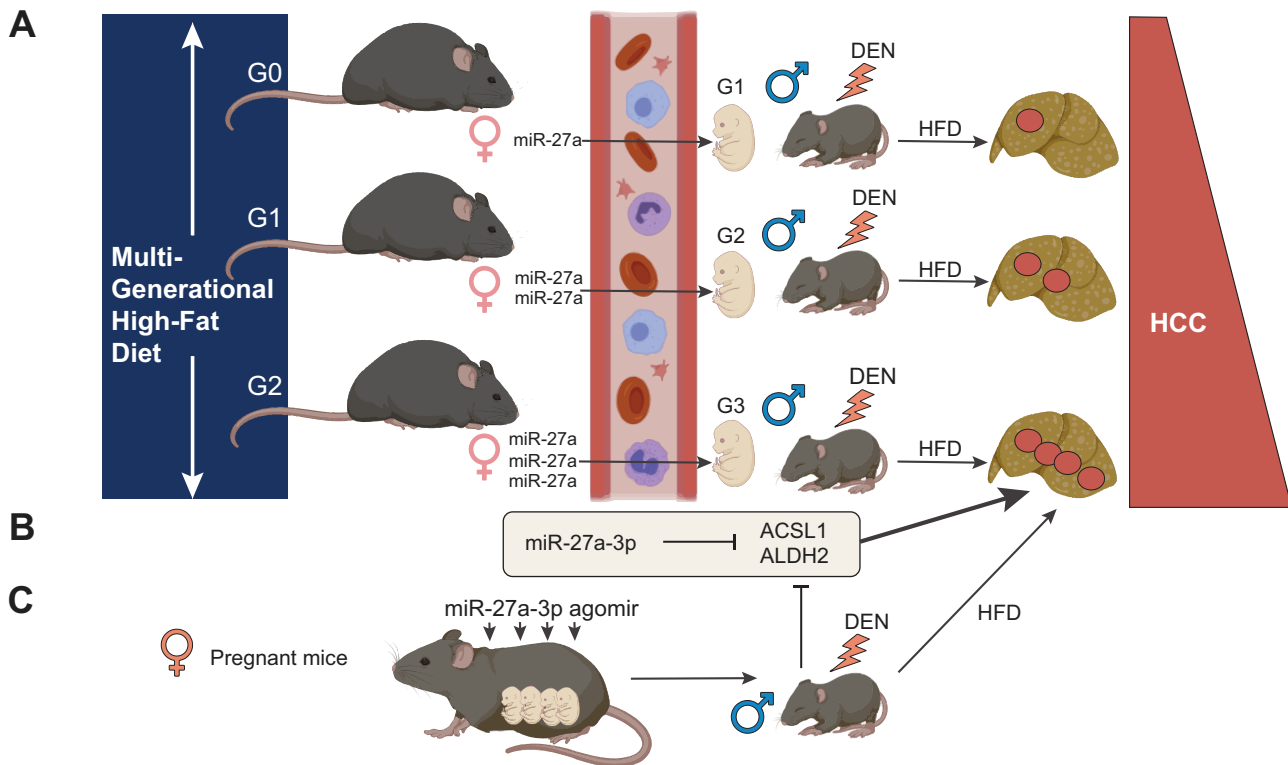 A
G0
G1
Multi-
Generational
High-Fat
Diet
G2
miR-27a
G1
DEN
HFD
miR-27a
miR-27a
G2
DEN
HFD
miR-27a
miR-27a
miR-27a
G3
DEN
HFD
HCC
B
miR-27a-3p
ACSL1
ALDH2
C
miR-27a-3p agomir
Pregnant mice
DEN
HFD